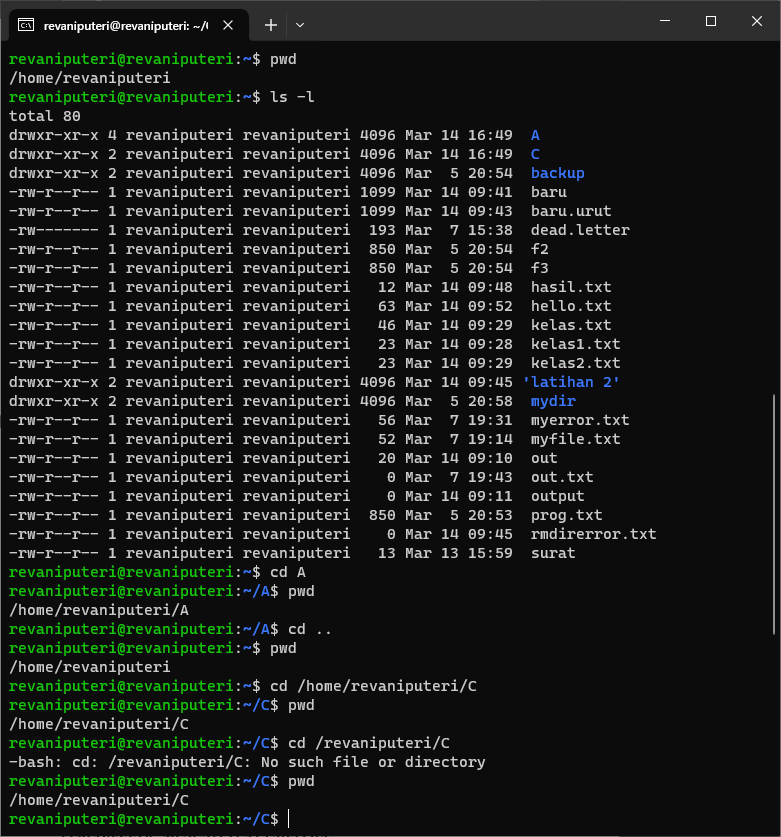 revaniputeri@revaniputeri: ~/
revaniputeri@revaniputeri:~$ pwd
/home/revaniputeri
revaniputeri@revaniputeri:~$ ls -l
total 80
drwxr-xr-x 4 revaniputeri revaniputeri 4096 Mar 14 16:49  A
drwxr-xr-x 2 revaniputeri revaniputeri 4096 Mar 14 16:49  C
drwxr-xr-x 2 revaniputeri revaniputeri 4096 Mar  5 20:54  backup
-rw-r--r-- 1 revaniputeri revaniputeri 1099 Mar 14 09:41  baru
-rw-r--r-- 1 revaniputeri revaniputeri 1099 Mar 14 09:43  baru.urut
-rw------- 1 revaniputeri revaniputeri  193 Mar  7 15:38  dead.letter
-rw-r--r-- 1 revaniputeri revaniputeri  850 Mar  5 20:54  f2
-rw-r--r-- 1 revaniputeri revaniputeri  850 Mar  5 20:54  f3
-rw-r--r-- 1 revaniputeri revaniputeri   12 Mar 14 09:48  hasil.txt
-rw-r--r-- 1 revaniputeri revaniputeri   63 Mar 14 09:52  hello.txt
-rw-r--r-- 1 revaniputeri revaniputeri   46 Mar 14 09:29  kelas.txt
-rw-r--r-- 1 revaniputeri revaniputeri   23 Mar 14 09:28  kelas1.txt
-rw-r--r-- 1 revaniputeri revaniputeri   23 Mar 14 09:29  kelas2.txt
drwxr-xr-x 2 revaniputeri revaniputeri 4096 Mar 14 09:45 'latihan 2'
drwxr-xr-x 2 revaniputeri revaniputeri 4096 Mar  5 20:58  mydir
-rw-r--r-- 1 revaniputeri revaniputeri   56 Mar  7 19:31  myerror.txt
-rw-r--r-- 1 revaniputeri revaniputeri   52 Mar  7 19:14  myfile.txt
-rw-r--r-- 1 revaniputeri revaniputeri   20 Mar 14 09:10  out
-rw-r--r-- 1 revaniputeri revaniputeri    0 Mar  7 19:43  out.txt
-rw-r--r-- 1 revaniputeri revaniputeri    0 Mar 14 09:11  output
-rw-r--r-- 1 revaniputeri revaniputeri  850 Mar  5 20:53  prog.txt
-rw-r--r-- 1 revaniputeri revaniputeri    0 Mar 14 09:45  rmdirerror.txt
-rw-r--r-- 1 revaniputeri revaniputeri   13 Mar 13 15:59  surat
revaniputeri@revaniputeri:~$ cd A
revaniputeri@revaniputeri:~/A$ pwd
/home/revaniputeri/A
revaniputeri@revaniputeri:~/A$ cd ..
revaniputeri@revaniputeri:~$ pwd
/home/revaniputeri
revaniputeri@revaniputeri:~$ cd /home/revaniputeri/C
revaniputeri@revaniputeri:~/C$ pwd
/home/revaniputeri/C
revaniputeri@revaniputeri:~/C$ cd /revaniputeri/C
-bash: cd: /revaniputeri/C: No such file or directory
revaniputeri@revaniputeri:~/C$ pwd
/home/revaniputeri/C
revaniputeri@revaniputeri:~/C$